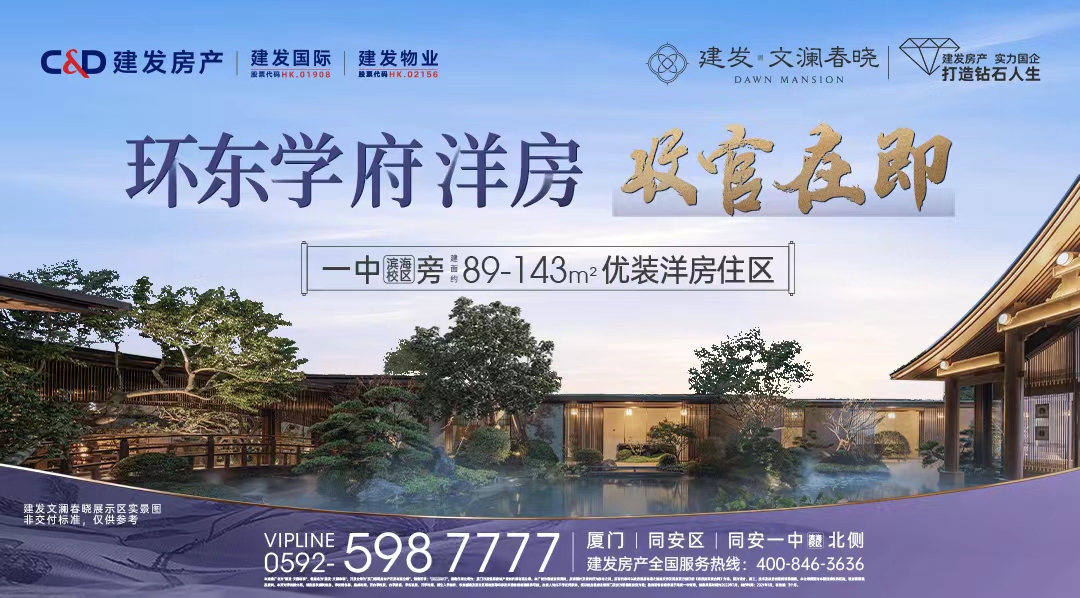 C&D 建发房产 建发国际 建发物业
股票代码HK.01908 股票代码HK.02156
建发 文澜春晓
DAWN MANSION
建发房产 实力国企
打造钻石人生
环东学府洋房 收官在即
一中滨海校区旁 建面约89-143m² 优装洋房住区
建发文澜春晓展示区实景图
非交付标准，仅供参考
VIPLINE
0592-598 7777
厦门 | 同安区 | 同安一中 北侧
建发房产全国服务热线：400-846-3636